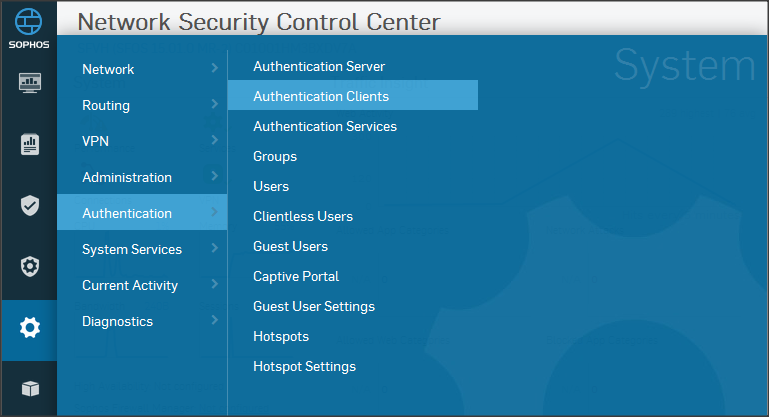 Network Security Control Center
SOPHOS
System
Network
Routing
VPN
Administration
Authentication
System Services
Current Activity
Diagnostics
Authentication Server
Authentication Clients
Authentication Services
Groups
Users
Clientless Users
Guest Users
Captive Portal
Guest User Settings
Hotspots
Hotspot Settings